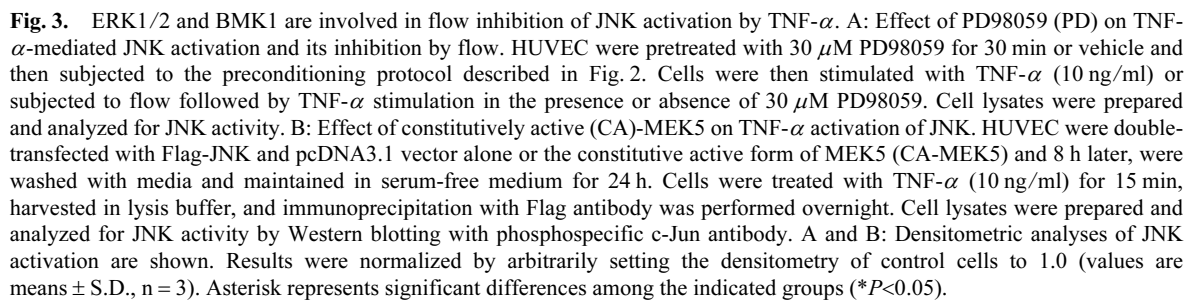 Fig. 3. ERK1/2 and BMK1 are involved in flow inhibition of JNK activation by TNF-α. A: Effect of PD98059 (PD) on TNF-
α-mediated JNK activation and its inhibition by flow. HUVEC were pretreated with 30 μM PD98059 for 30 min or vehicle and
then subjected to the preconditioning protocol described in Fig. 2. Cells were then stimulated with TNF-α (10 ng/ml) or
subjected to flow followed by TNF-α stimulation in the presence or absence of 30 μM PD98059. Cell lysates were prepared
and analyzed for JNK activity. B: Effect of constitutively active (CA)-MEK5 on TNF-α activation of JNK. HUVEC were double-
transfected with Flag-JNK and pcDNA3.1 vector alone or the constitutive active form of MEK5 (CA-MEK5) and 8 h later, were
washed with media and maintained in serum-free medium for 24 h. Cells were treated with TNF-α (10 ng/ml) for 15 min,
harvested in lysis buffer, and immunoprecipitation with Flag antibody was performed overnight. Cell lysates were prepared and
analyzed for JNK activity by Western blotting with phosphospecific c-Jun antibody. A and B: Densitometric analyses of JNK
activation are shown. Results were normalized by arbitrarily setting the densitometry of control cells to 1.0 (values are
means ± S.D., n = 3). Asterisk represents significant differences among the indicated groups (*P<0.05).